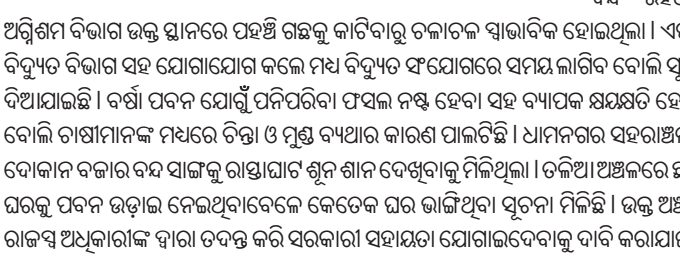 ଅଗ୍ନିଶମ ବିଭାଗ ଉକ୍ତ ସ୍ଥାନରେ ପହଞ୍ଚି ଗଛକୁ କାଟିବାରୁ ଚଳାଚଳ ସ୍ୱାଭାବିକ ହୋଇଥିଲା ।
ବିଦ୍ୟୁତ ବିଭାଗ ସହ ଯୋଗାଯୋଗ କଲେ ମଧ୍ୟ ବିଦ୍ୟୁତ ସଂଯୋଗରେ ସମୟ ଲାଗିବ ବୋଲି
ଦିଆଯାଇଛି । ବର୍ଷା ପବନ ଯୋଗୁଁ ପନିପରିବା ଫସଲ ନଷ୍ଟ ହେବା ସହ ବ୍ୟାପକ କ୍ଷୟକ୍ଷତି
ବୋଲି ଚାଷୀମାନଙ୍କ ମଧ୍ୟରେ ଚିନ୍ତା ଓ ମୁଣ୍ଡ ବ୍ୟଥାର କାରଣ ପାଲଟିଛି । ଧାମନଗର
ଦୋକାନ ବଜାର ବନ୍ଦ ସାଙ୍ଗକୁ ରାସ୍ତାଘାଟ ଶୂନ ଶାନ ଦେଖିବାକୁ ମିଳିଥିଲା । ତଳିଆ ଅଞ୍ଚଳରେ
ଘରକୁ ପବନ ଉଡ଼ାଇ ନେଇଥିବାବେଳେ କେତେକ ଘର ଭାଙ୍ଗିଥିବା ସୂଚନା ମିଳିଛି । ଉକ୍ତ
ରାଜସ୍ୱ ଅଧିକାରୀଙ୍କ ଦ୍ୱାରା ତଦନ୍ତ କରି ସରକାରୀ ସହାୟତା ଯୋଗାଇଦେବାକୁ ଦାବି